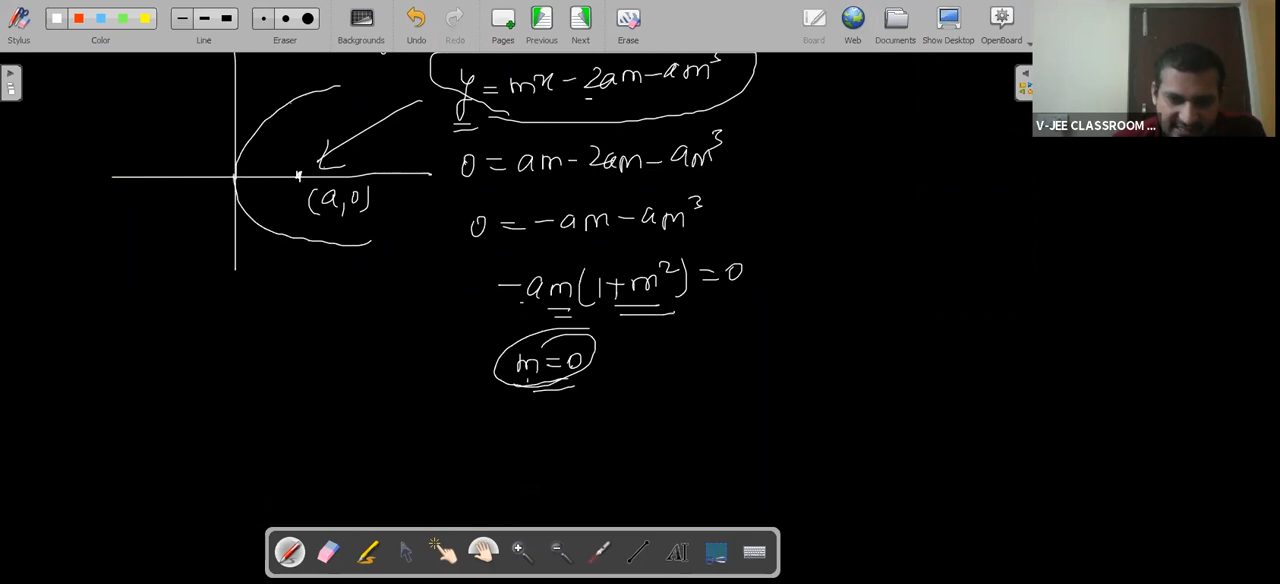 Stylus Color Line Eraser Backgrounds Undo Redo Pages Previous Next Erase Board Web Documents Show Desktop OpenBoard
V-JEE CLASSROOM ...
y = mx - 2am - am³
0 = am - 2am - am³
(a,0)
0 = -am - am³
-am(1+m²) = 0
m = 0
AI